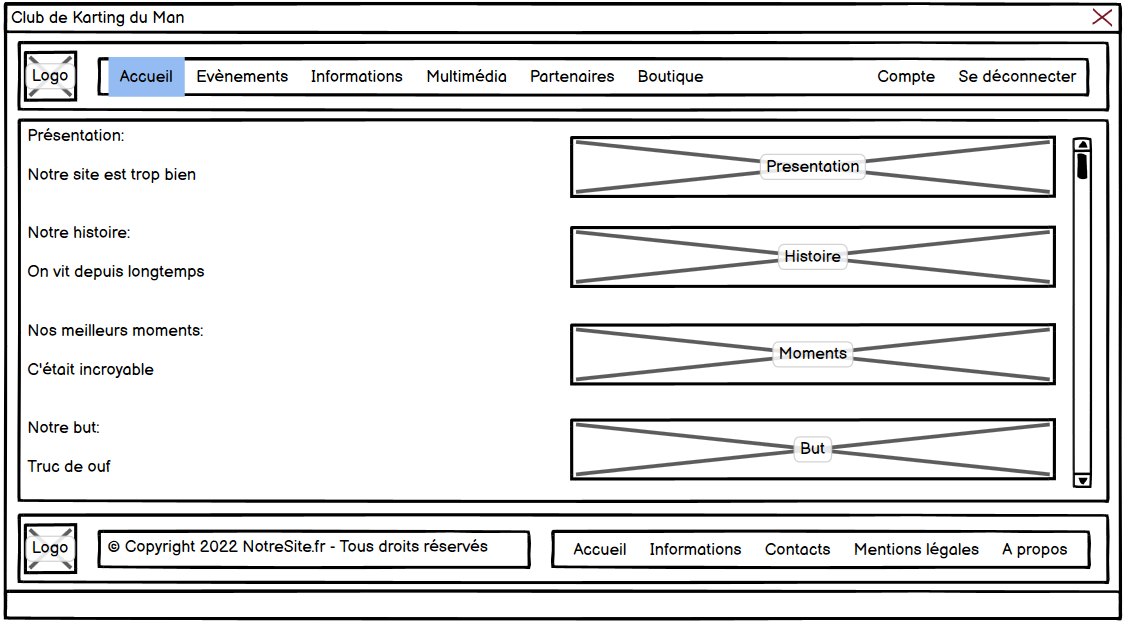 Club de Karting du Man
Logo Accueil Evènements Informations Multimédia Partenaires Boutique Compte Se déconnecter
Présentation:
Presentation
Notre site est trop bien
Notre histoire:
Histoire
On vit depuis longtemps
Nos meilleurs moments:
Moments
C'était incroyable
Notre but:
But
Truc de ouf
Logo © Copyright 2022 NotreSite.fr - Tous droits réservés Accueil Informations Contacts Mentions légales A propos